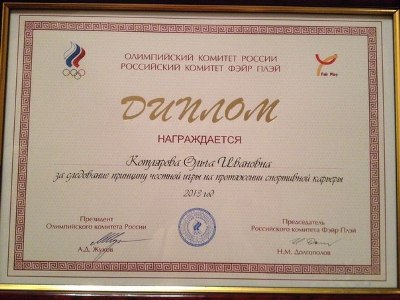 ОЛИМПИЙСКИЙ КОМИТЕТ РОССИИ
РОССИЙСКИЙ КОМИТЕТ ФЭЙР ПЛЭЙ
Fair Play
ДИПЛОМ
НАГРАЖДАЕТСЯ
Котлярова Ольга Ивановна
за следование принципу честной игры на протяжении спортивной карьеры
2013 год
Президент
Олимпийского комитета России
А.Д. Жуков
Председатель
Российского комитета Фэйр Плэй
Н.М. Долгополов